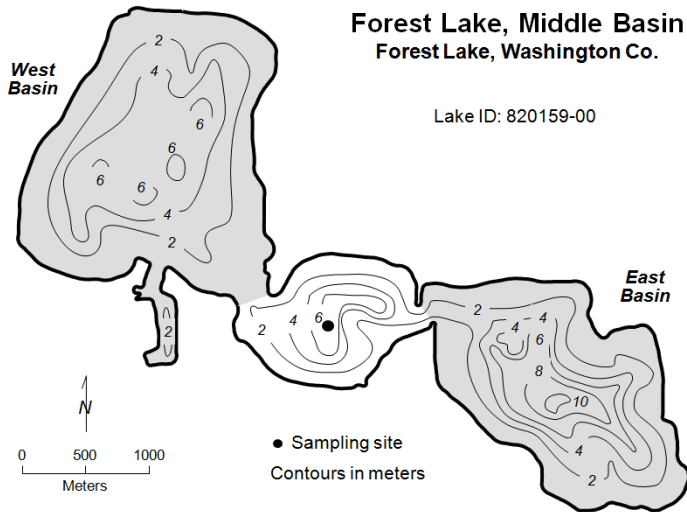 Forest Lake, Middle Basin
Forest Lake, Washington Co.
Lake ID: 820159-00
West
Basin
2
4
6
6
6
6
4
2
2
2
4
6
East
Basin
2
4
4
6
8
10
4
2
N
0
500
1000
Meters
Sampling site
Contours in meters